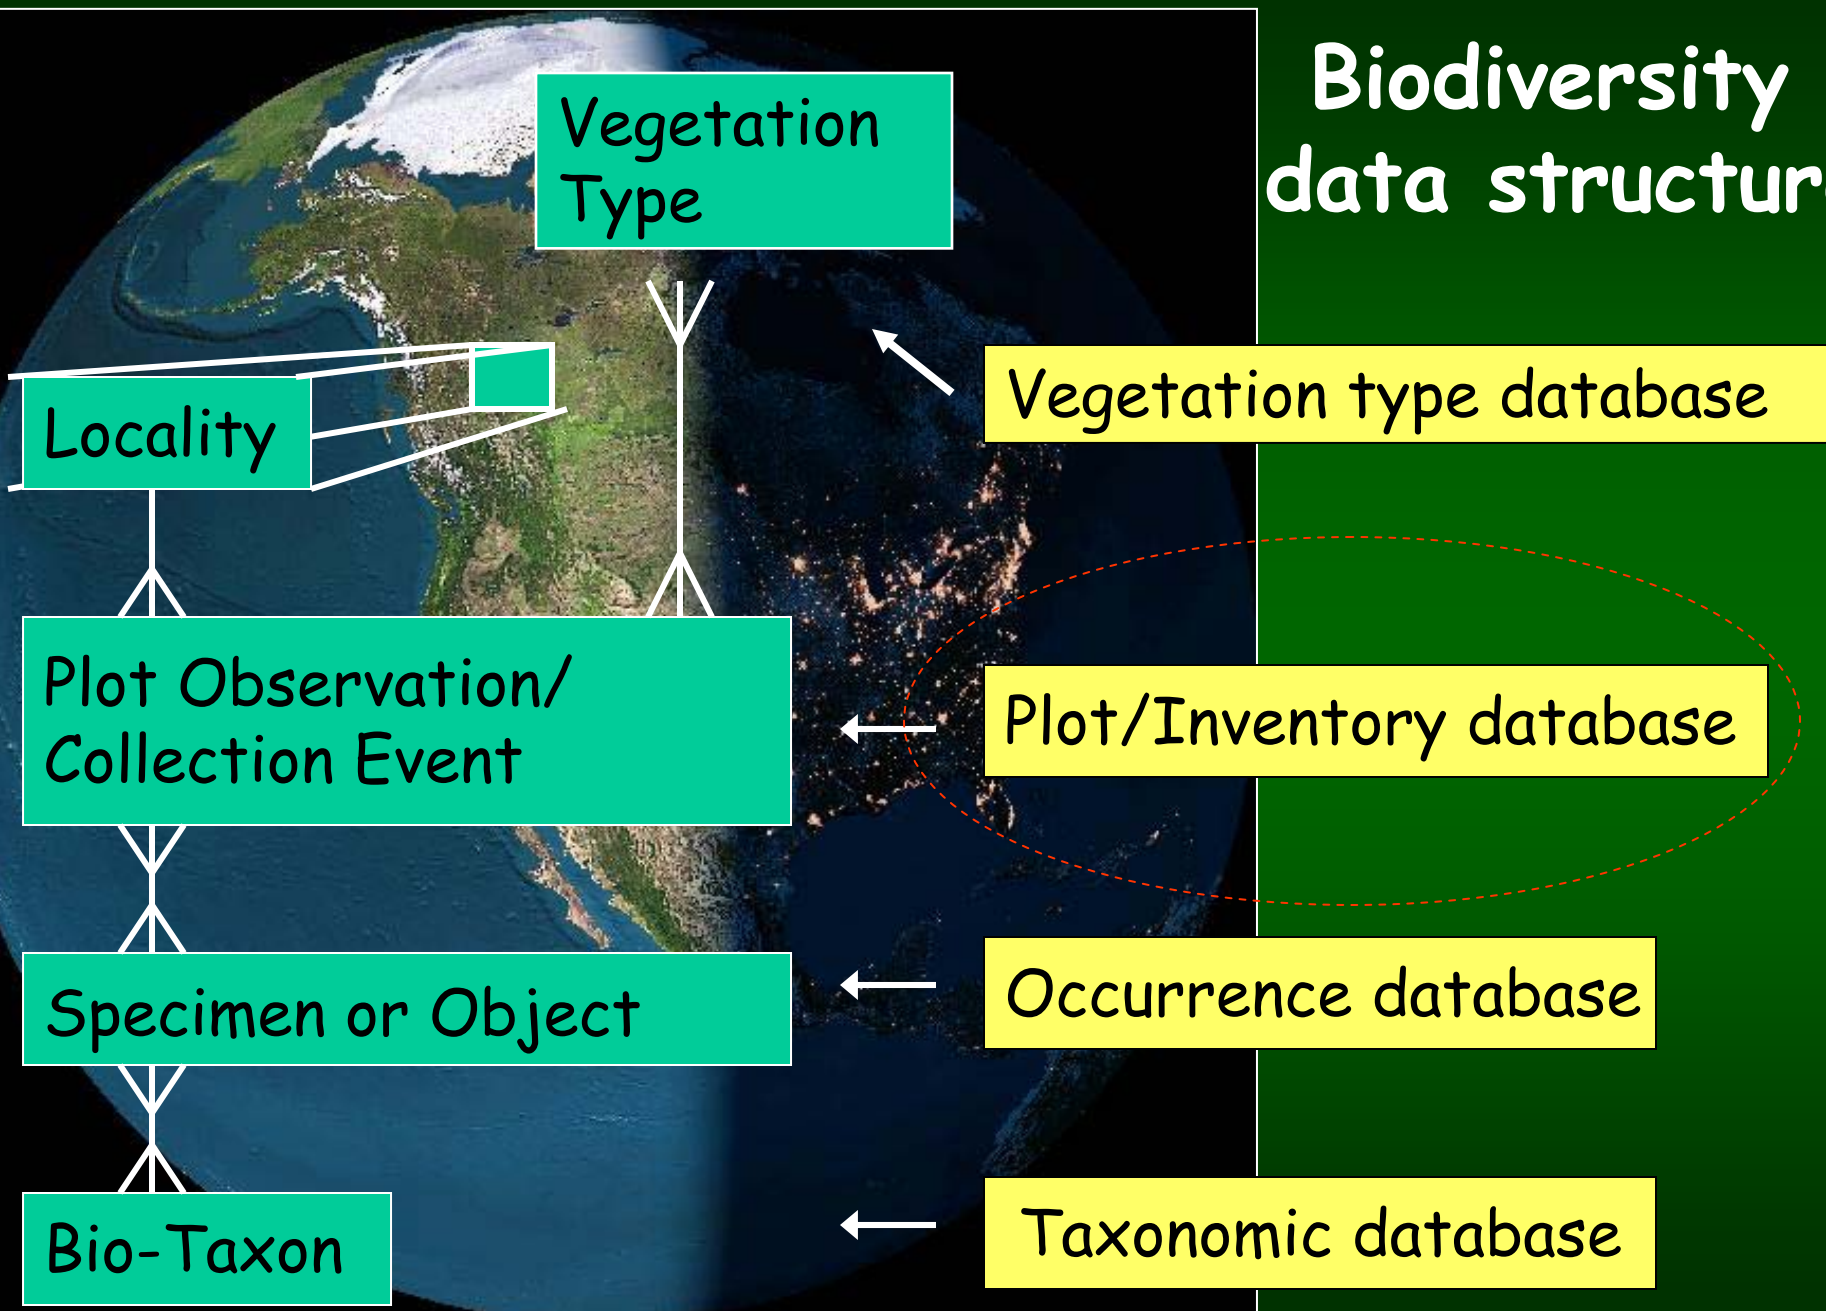 Biodiversity
data structure
Vegetation
Type
Locality
Vegetation type database
Plot Observation/
Collection Event
Plot/Inventory database
Specimen or Object
Occurrence database
Bio-Taxon
Taxonomic database